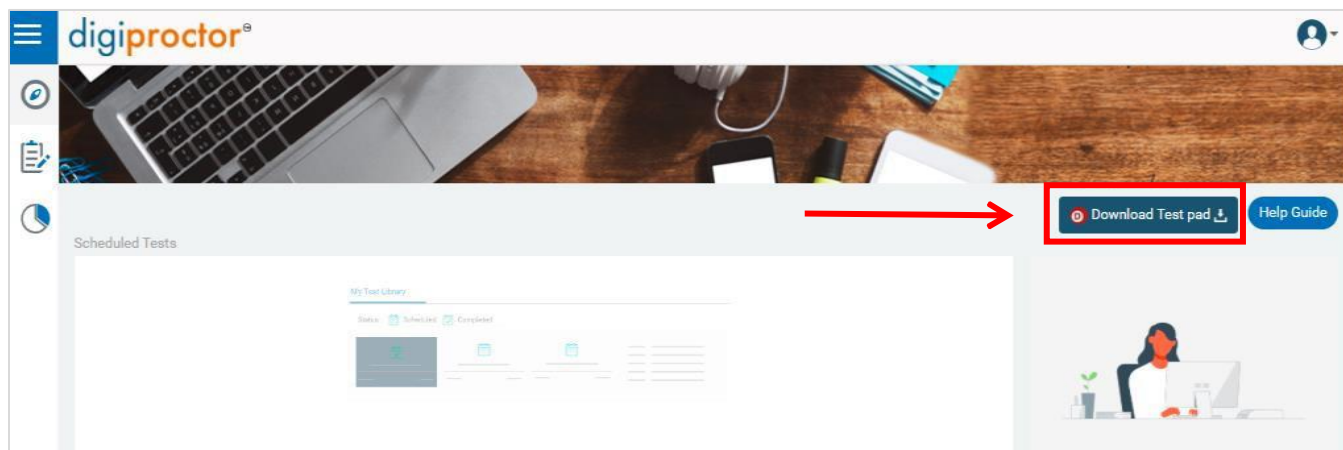 digiproctor
Download Test pad
Help Guide
Scheduled Tests
My Test Library
Status Scheduled Completed